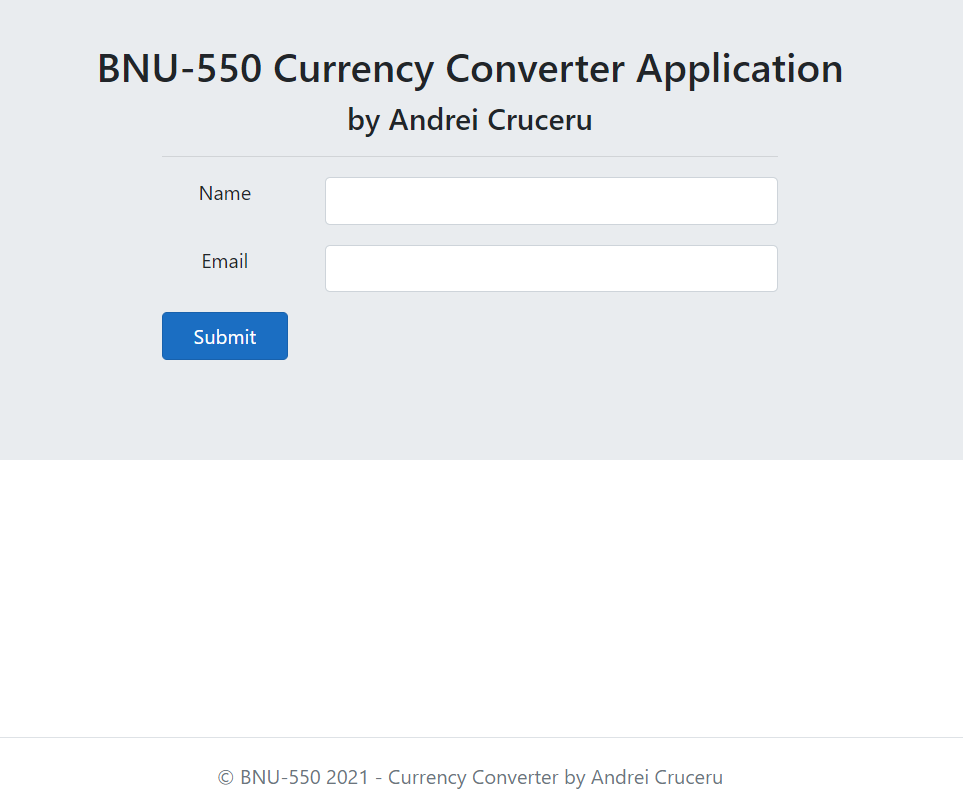 BNU-550 Currency Converter Application
by Andrei Cruceru
Name
Email
Submit
© BNU-550 2021 - Currency Converter by Andrei Cruceru